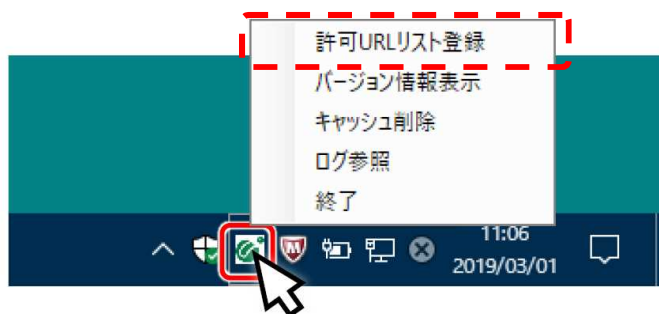 許可URLリスト登録
バージョン情報表示
キャッシュ削除
ログ参照
終了
11:06
2019/03/01